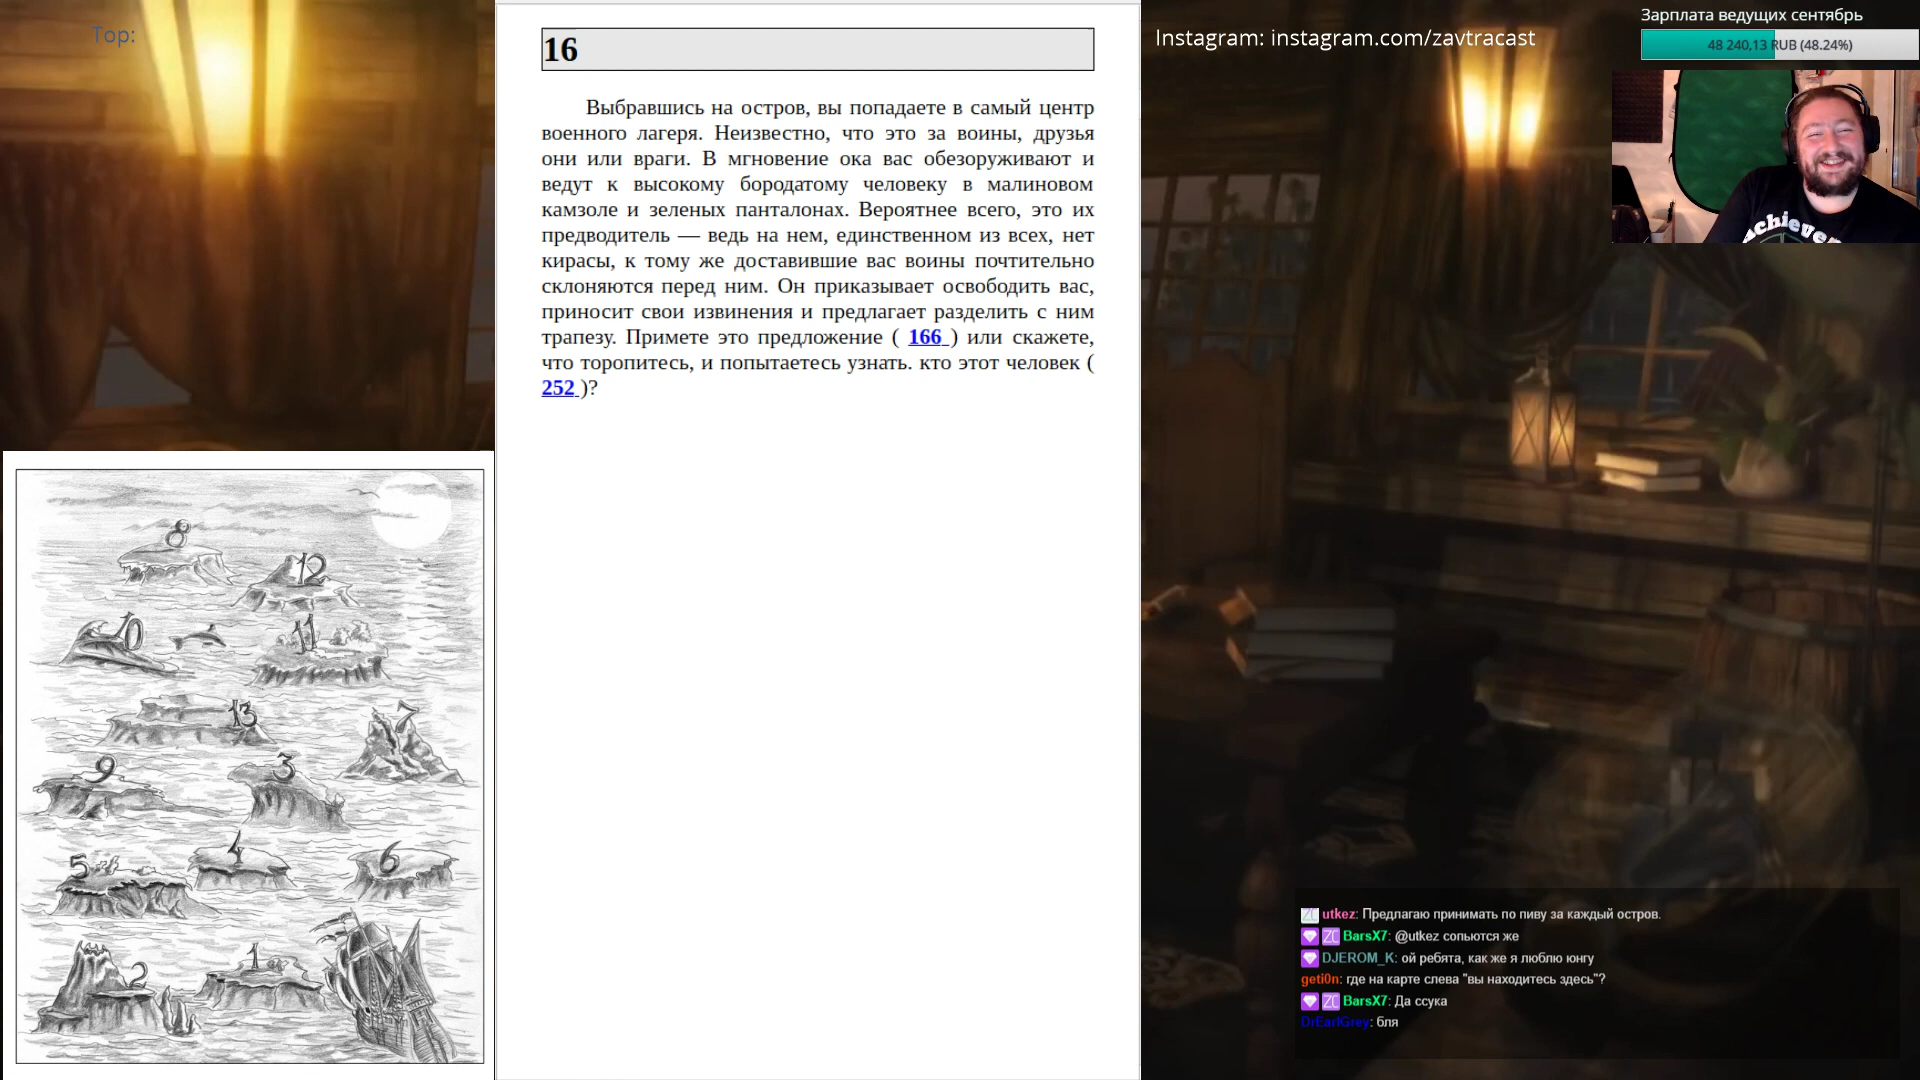 Top:
16
Выбравшись на остров, вы попадаете в самый центр
военного лагеря. Неизвестно, что это за воины, друзья
они или враги. В мгновение ока вас обезоруживают и
ведут к высокому бородатому человеку в малиновом
камзоле и зеленых панталонах. Вероятнее всего, это их
предводитель — ведь на нем, единственном из всех, нет
кирасы, к тому же доставившие вас воины почтительно
склоняются перед ним. Он приказывает освободить вас,
приносит свои извинения и предлагает разделить с ним
трапезу. Примете это предложение ( 166 ) или скажете,
что торопитесь, и попытаетесь узнать. кто этот человек (
252 )?
8
12
10
11
13
7
9
3
4
5
6
2
1
Instagram: instagram.com/zavtracast
Зарплата ведущих сентябрь
48 240,13 RUB (48.24%)
chiever
ZC utkez: Предлагаю принимать по пиву за каждый остров.
ZC BarsX7: @utkez сопьются же
DJEROM_K: ой ребята, как же я люблю юнгу
geti0n: где на карте слева "вы находитесь здесь"?
ZC BarsX7: Да ссука
DrEarlGrey: бля